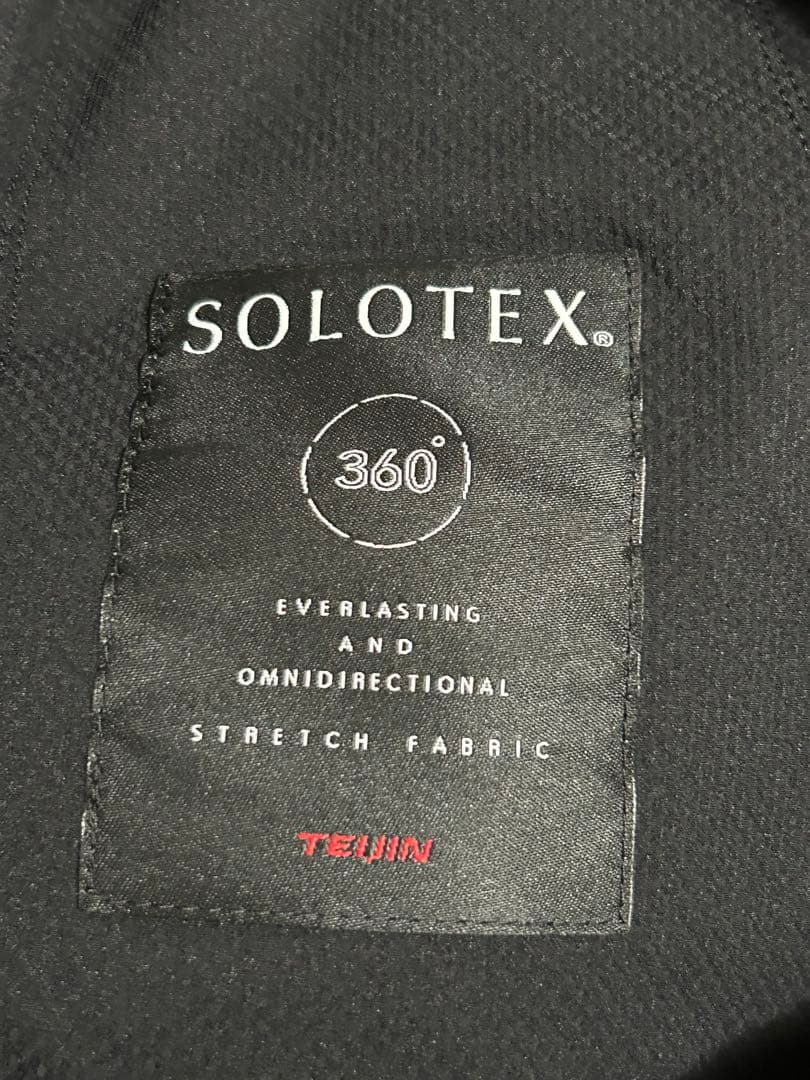 SOLOTEX®
360°
EVERLASTING
AND
OMNIDIRECTIONAL
STRETCH FABRIC
TEIJIN